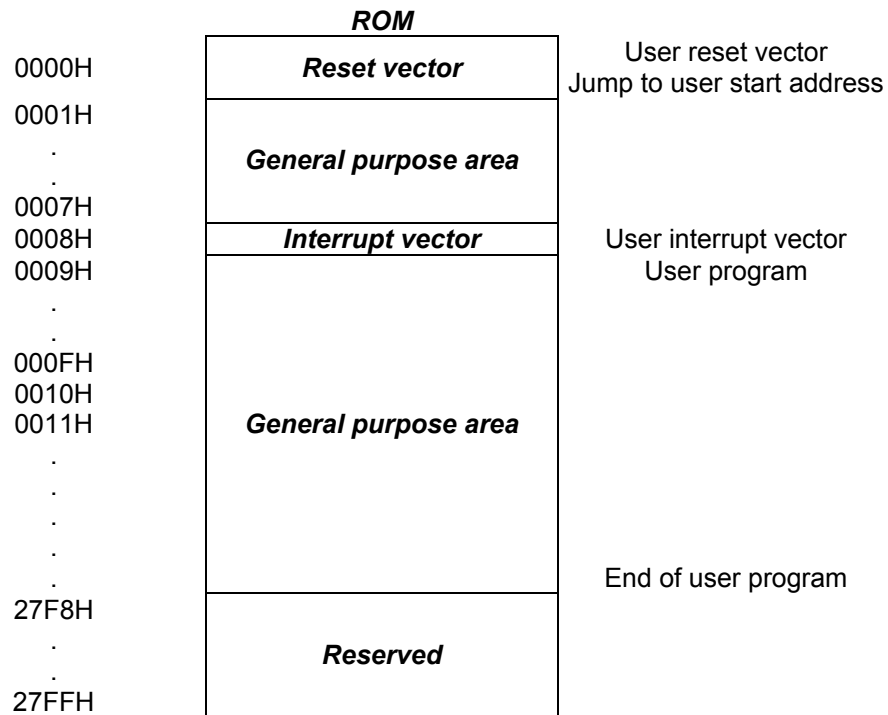 ROM
0000H Reset vector User reset vector
Jump to user start address
0001H
.
General purpose area
.
0007H
0008H Interrupt vector User interrupt vector
0009H User program
.
.
000FH
0010H
0011H General purpose area
.
.
.
.
. End of user program
27F8H
.
Reserved
.
27FFH